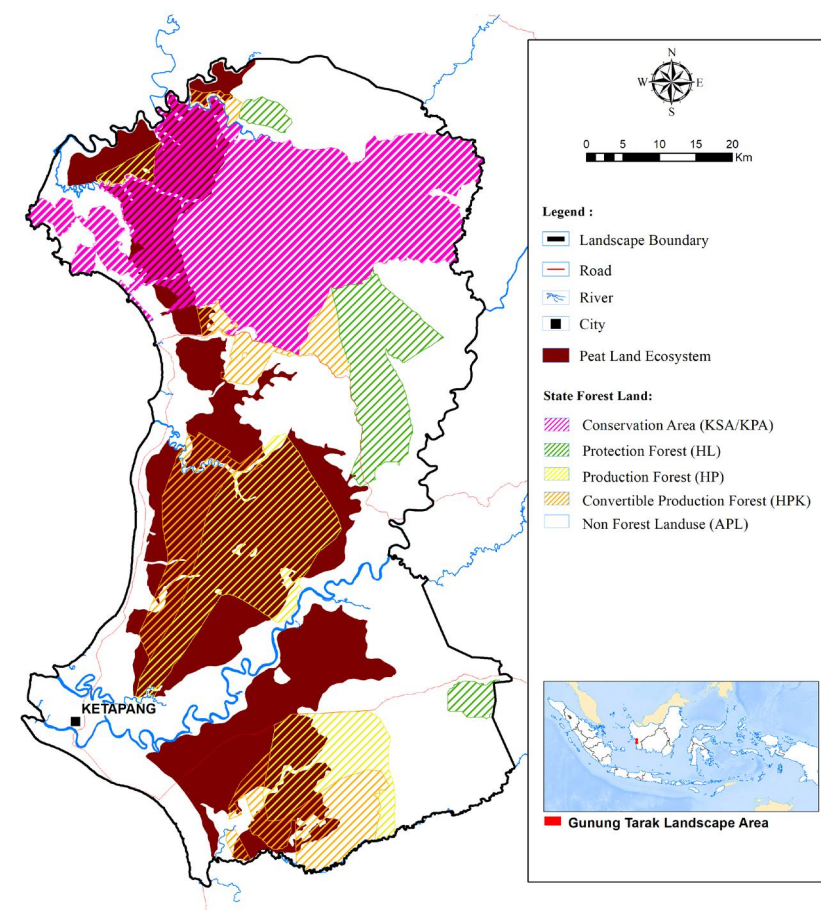 N
W E
S
0 5 10 20
Km
Legend :
Landscape Boundary
Road
River
City
Peat Land Ecosystem
State Forest Land:
Conservation Area (KSA/KPA)
Protection Forest (HL)
Production Forest (HP)
Convertible Production Forest (HPK)
Non Forest Landuse (APL)
KETAPANG
Gunung Tarak Landscape Area